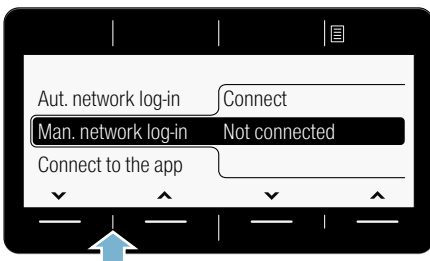 Aut. network log-in Connect
Man. network log-in Not connected
Connect to the app